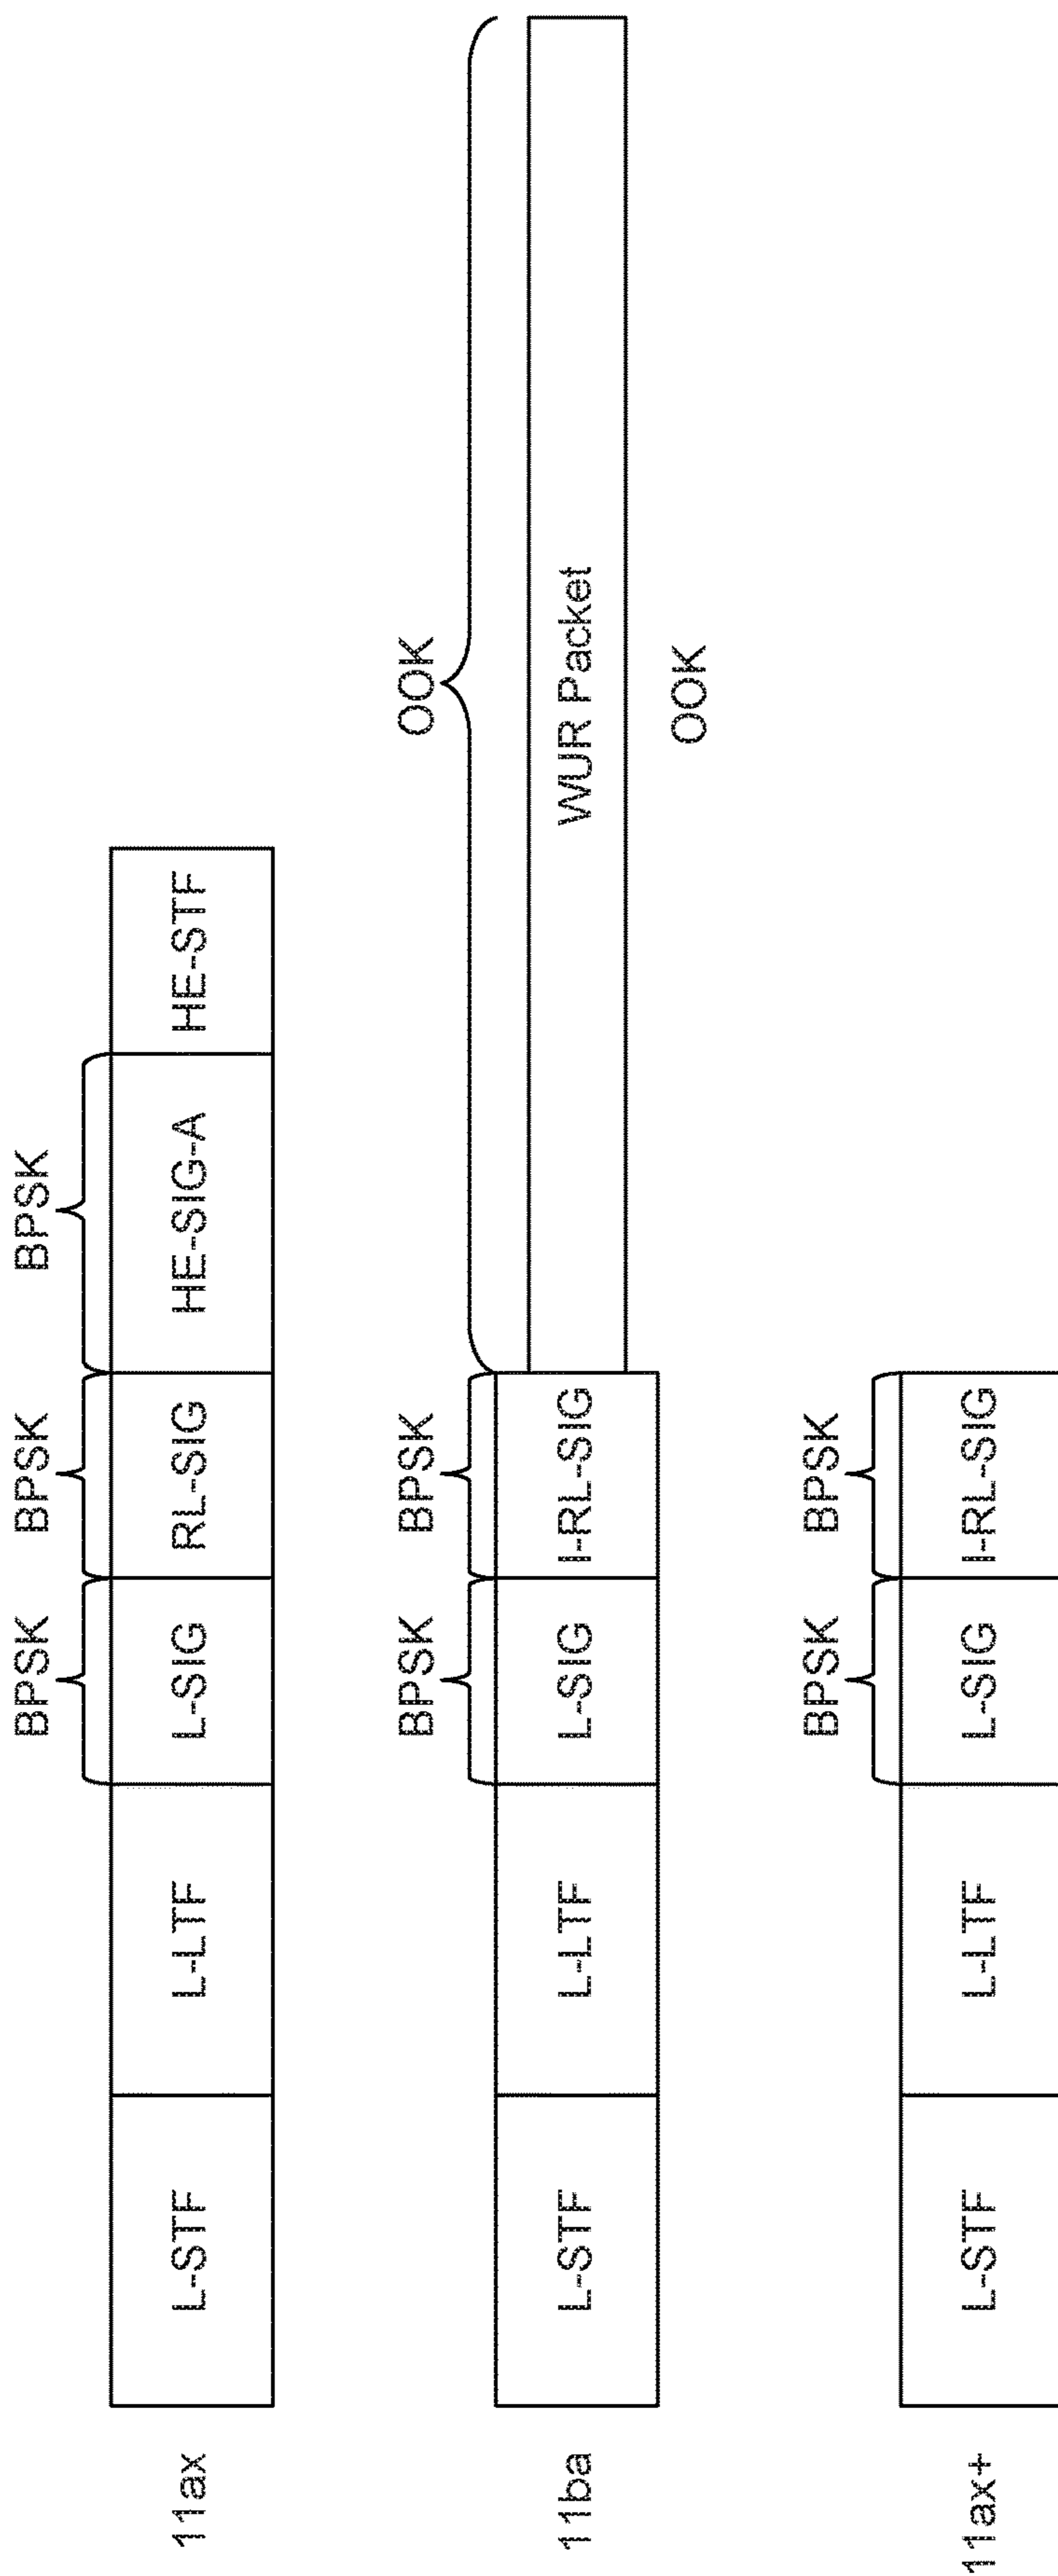 BPSK BPSK BPSK
11ax L-STF L-LTF L-SIG RL-SIG HE-SIG-A HE-STF
BPSK BPSK OOK
11ba L-STF L-LTF L-SIG I-RL-SIG WUR Packet
OOK
BPSK BPSK
11ax+ L-STF L-LTF L-SIG I-RL-SIG